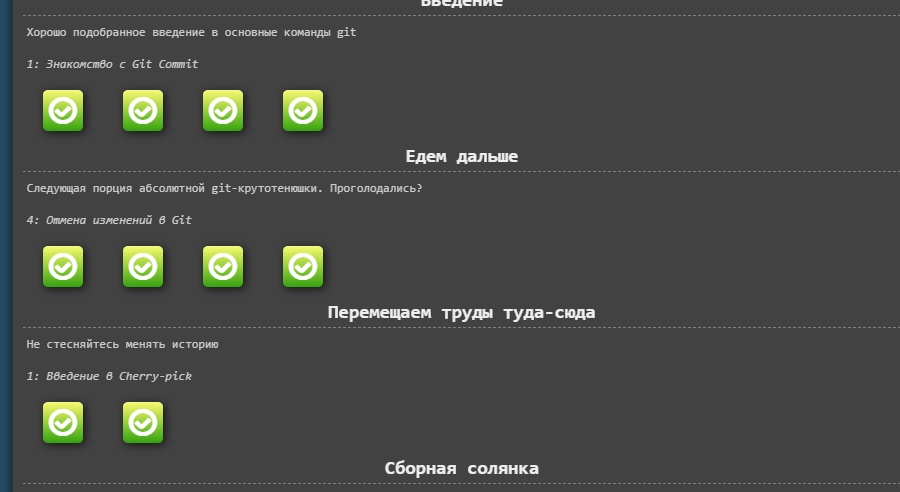 Введение
Хорошо подобранное введение в основные команды git
1: Знакомство с Git Commit
Едем дальше
Следующая порция абсолютной git-крутотенюшки. Проголодались?
4: Отмена изменений в Git
Перемещаем труды туда-сюда
Не стесняйтесь менять историю
1: Введение в Cherry-pick
Сборная солянка